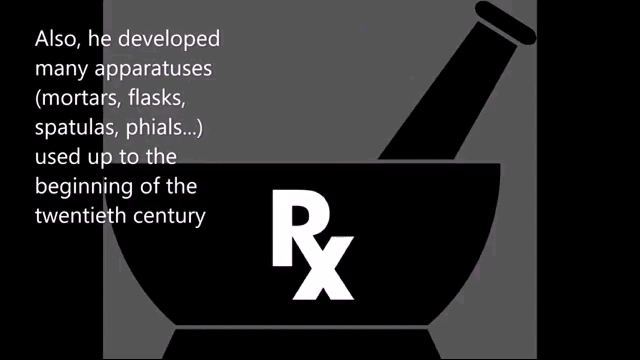 Also, he developed
many apparatuses
(mortars, flasks,
spatulas, phials...)
used up to the
beginning of the
twentieth century
Rx